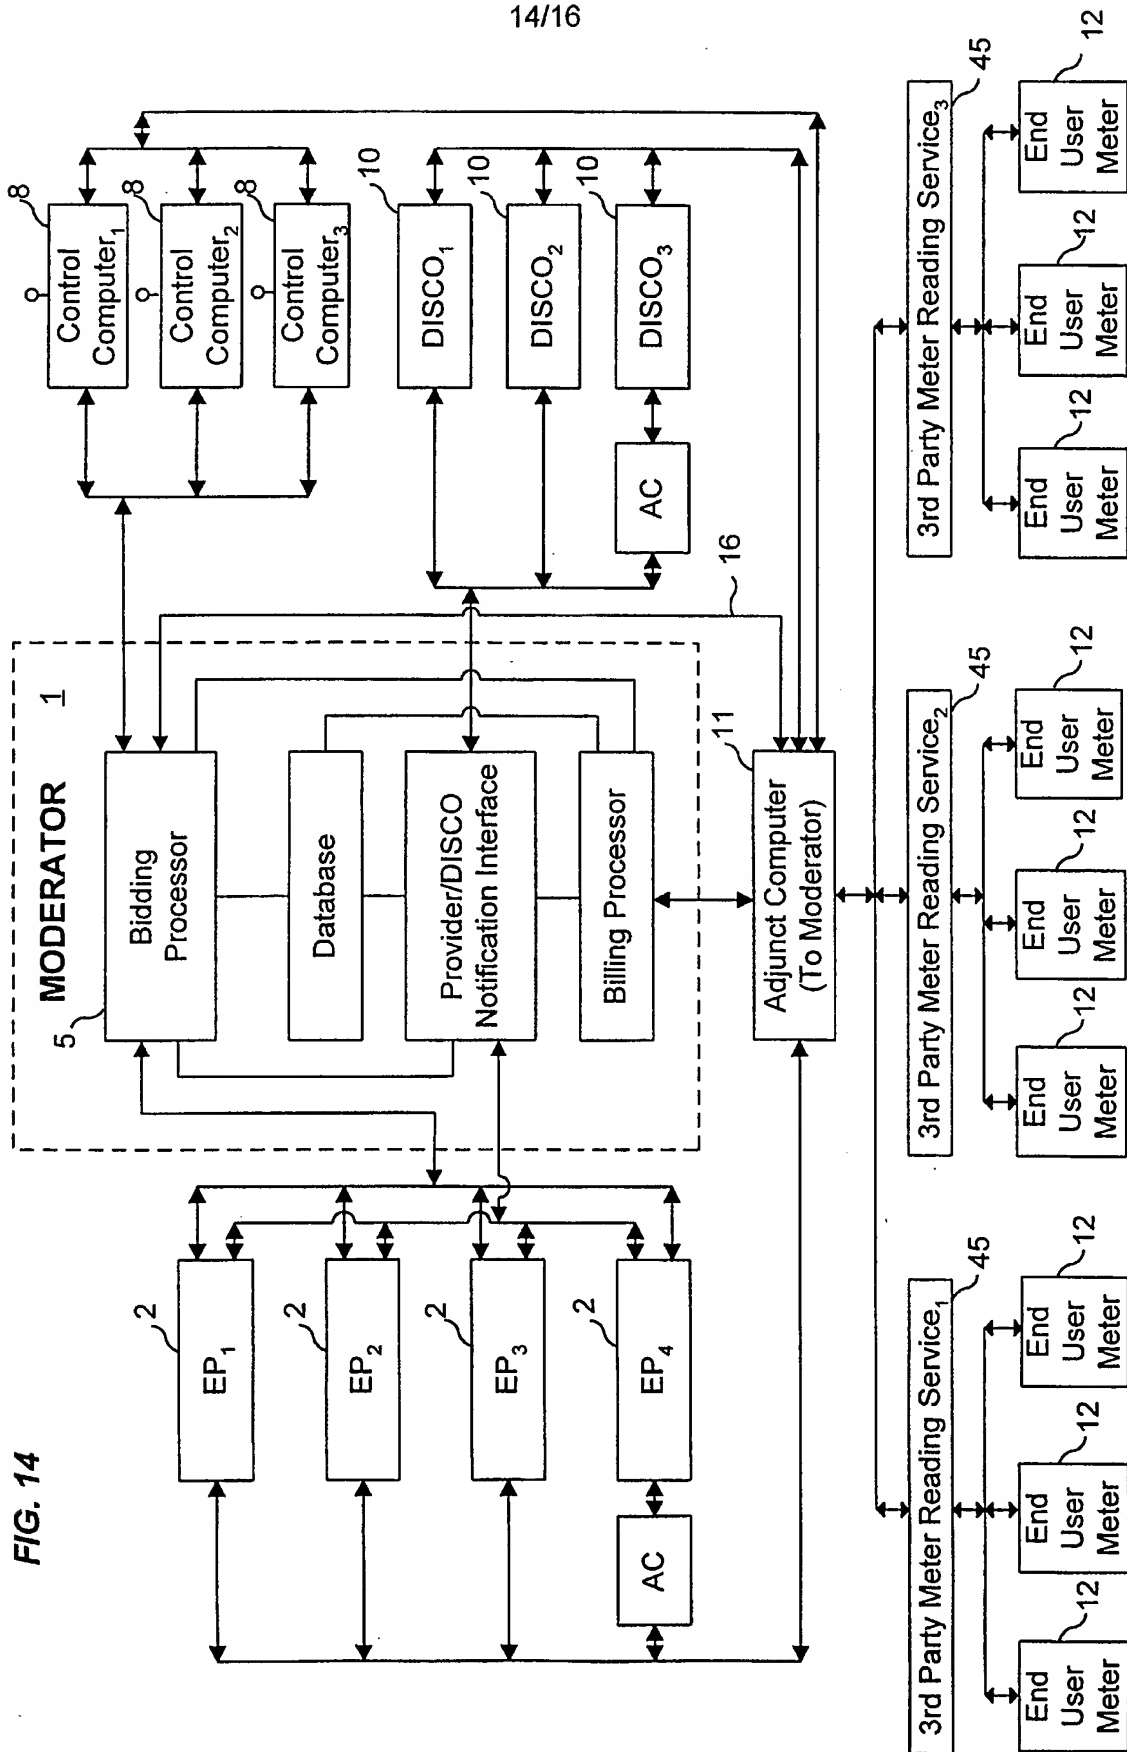 14/16
FIG. 14
MODERATOR
1
5
Bidding
Processor
Database
Provider/DISCO
Notification Interface
Billing Processor
2
EP1
2
EP2
2
EP3
2
EP4
AC
8
Control
Computer1
8
Control
Computer2
8
Control
Computer3
10
DISCO1
10
DISCO2
10
DISCO3
AC
16
11
Adjunct Computer
(To Moderator)
45
3rd Party Meter Reading Service1
12
End
User
Meter
12
End
User
Meter
12
End
User
Meter
45
3rd Party Meter Reading Service2
12
End
User
Meter
12
End
User
Meter
12
End
User
Meter
45
3rd Party Meter Reading Service3
12
End
User
Meter
12
End
User
Meter
12
End
User
Meter